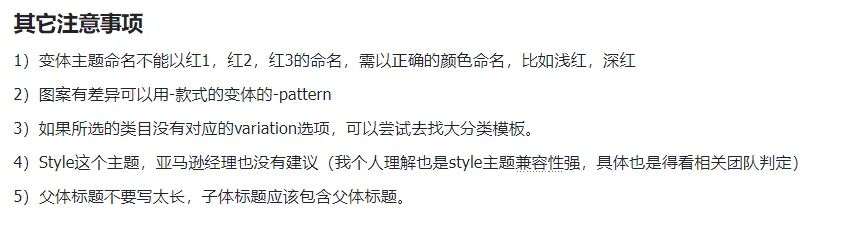 其它注意事项
1）变体主题命名不能以红1，红2，红3的命名，需以正确的颜色命名，比如浅红，深红
2）图案有差异可以用-款式的变体的-pattern
3）如果所选的类目没有对应的variation选项，可以尝试去找大分类模板。
4）Style这个主题，亚马逊经理也没有建议（我个人理解也是style主题兼容性强，具体也是得看相关团队判定）
5）父体标题不要写太长，子体标题应该包含父体标题。